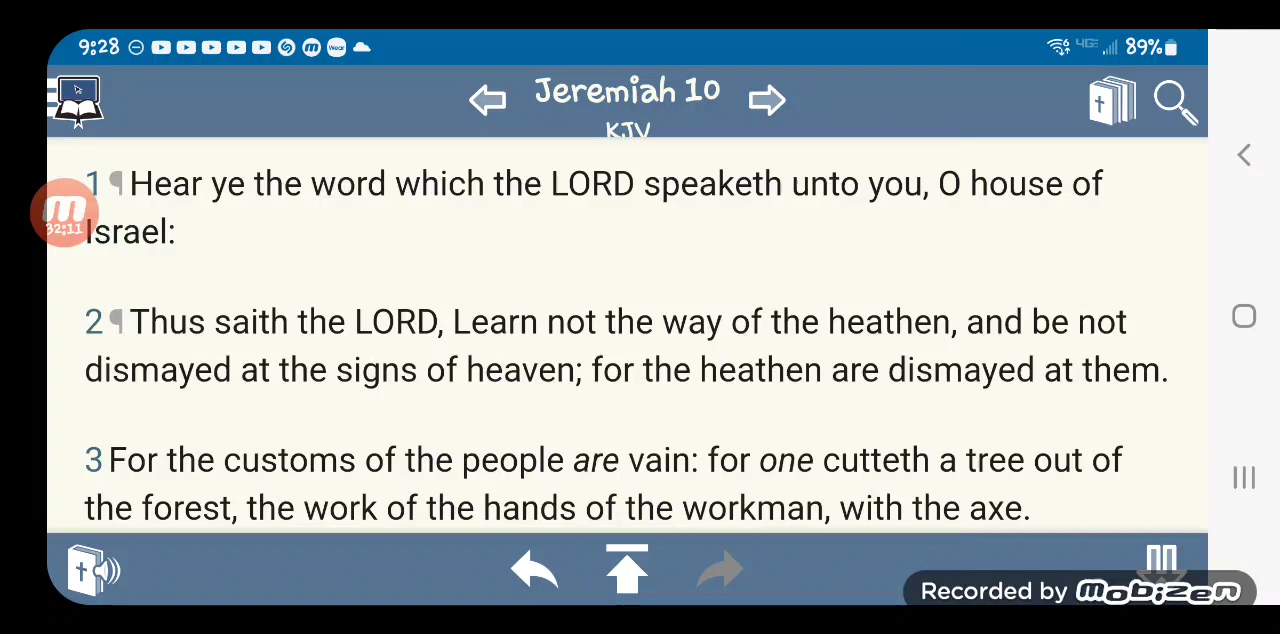 9:28 Wear 4GE 89%
Jeremiah 10
KJV
1 ¶ Hear ye the word which the LORD speaketh unto you, O house of
32:11
Israel:
2 ¶ Thus saith the LORD, Learn not the way of the heathen, and be not
dismayed at the signs of heaven; for the heathen are dismayed at them.
3 For the customs of the people are vain: for one cutteth a tree out of
the forest, the work of the hands of the workman, with the axe.
Recorded by mobizen